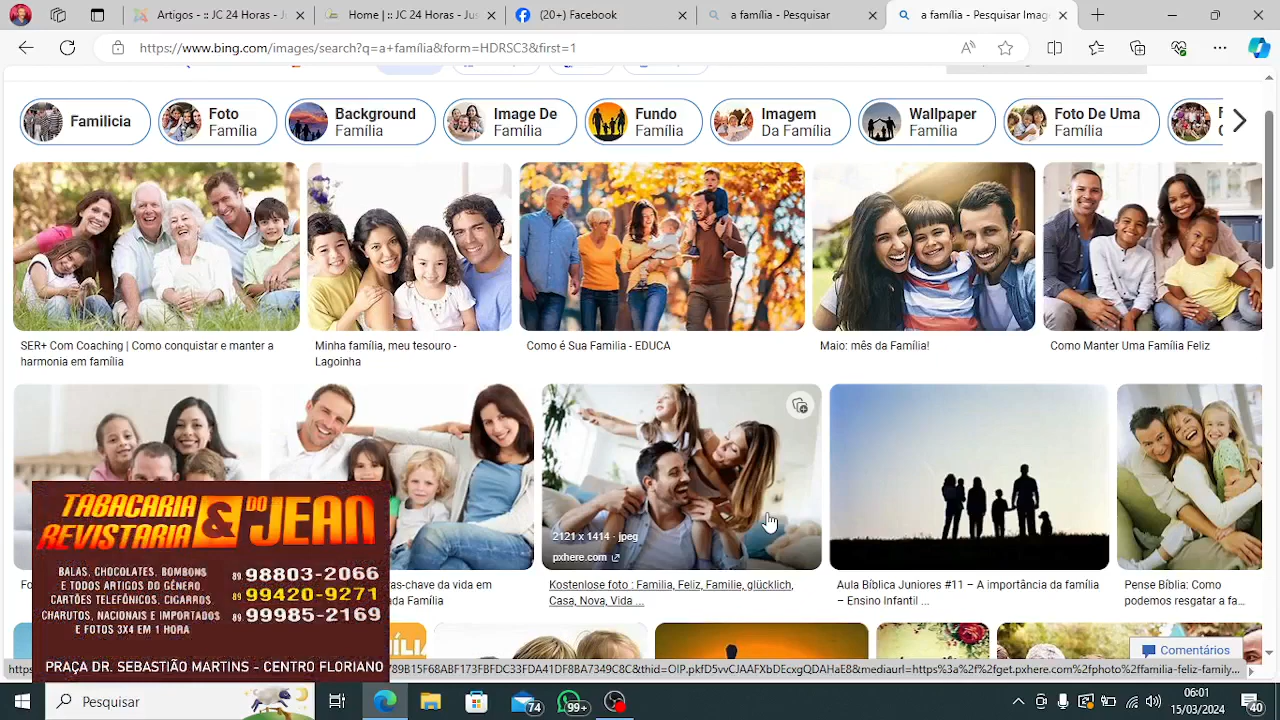 Artigos - :: JC 24 Horas - J
Home | :: JC 24 Horas - Jus
(20+) Facebook
a família - Pesquisar
a família - Pesquisar Imag
https://www.bing.com/images/search?q=a+família&form=HDRSC3&first=1
Familicia
Foto
Família
Background
Família
Image De
Família
Fundo
Família
Imagem
Da Família
Wallpaper
Família
Foto De Uma
Família
SER+ Com Coaching | Como conquistar e manter a
harmonia em família
Minha família, meu tesouro -
Lagoinha
Como é Sua Familia - EDUCA
Maio: mês da Família!
Como Manter Uma Família Feliz
2121 x 1414 · jpeg
pxhere.com
as-chave da vida em
da Família
Kostenlose foto : Familia, Feliz, Familie, glücklich,
Casa, Nova, Vida ...
Aula Bíblica Juniores #11 – A importância da família
– Ensino Infantil ...
Pense Bíblia: Como
podemos resgatar a fa...
TABACARIA
REVISTARIA & DO JEAN
BALAS, CHOCOLATES, BOMBONS
E TODOS ARTIGOS DO GÊNERO
CARTÕES TELEFÔNICOS, CIGARROS
CHARUTOS, NACIONAIS E IMPORTADOS
E FOTOS 3X4 EM 1 HORA
89 98803-2066
89 99420-9271
89 99985-2169
PRAÇA DR. SEBASTIÃO MARTINS - CENTRO FLORIANO
Comentários
Pesquisar
74
99+
06:01
15/03/2024
40